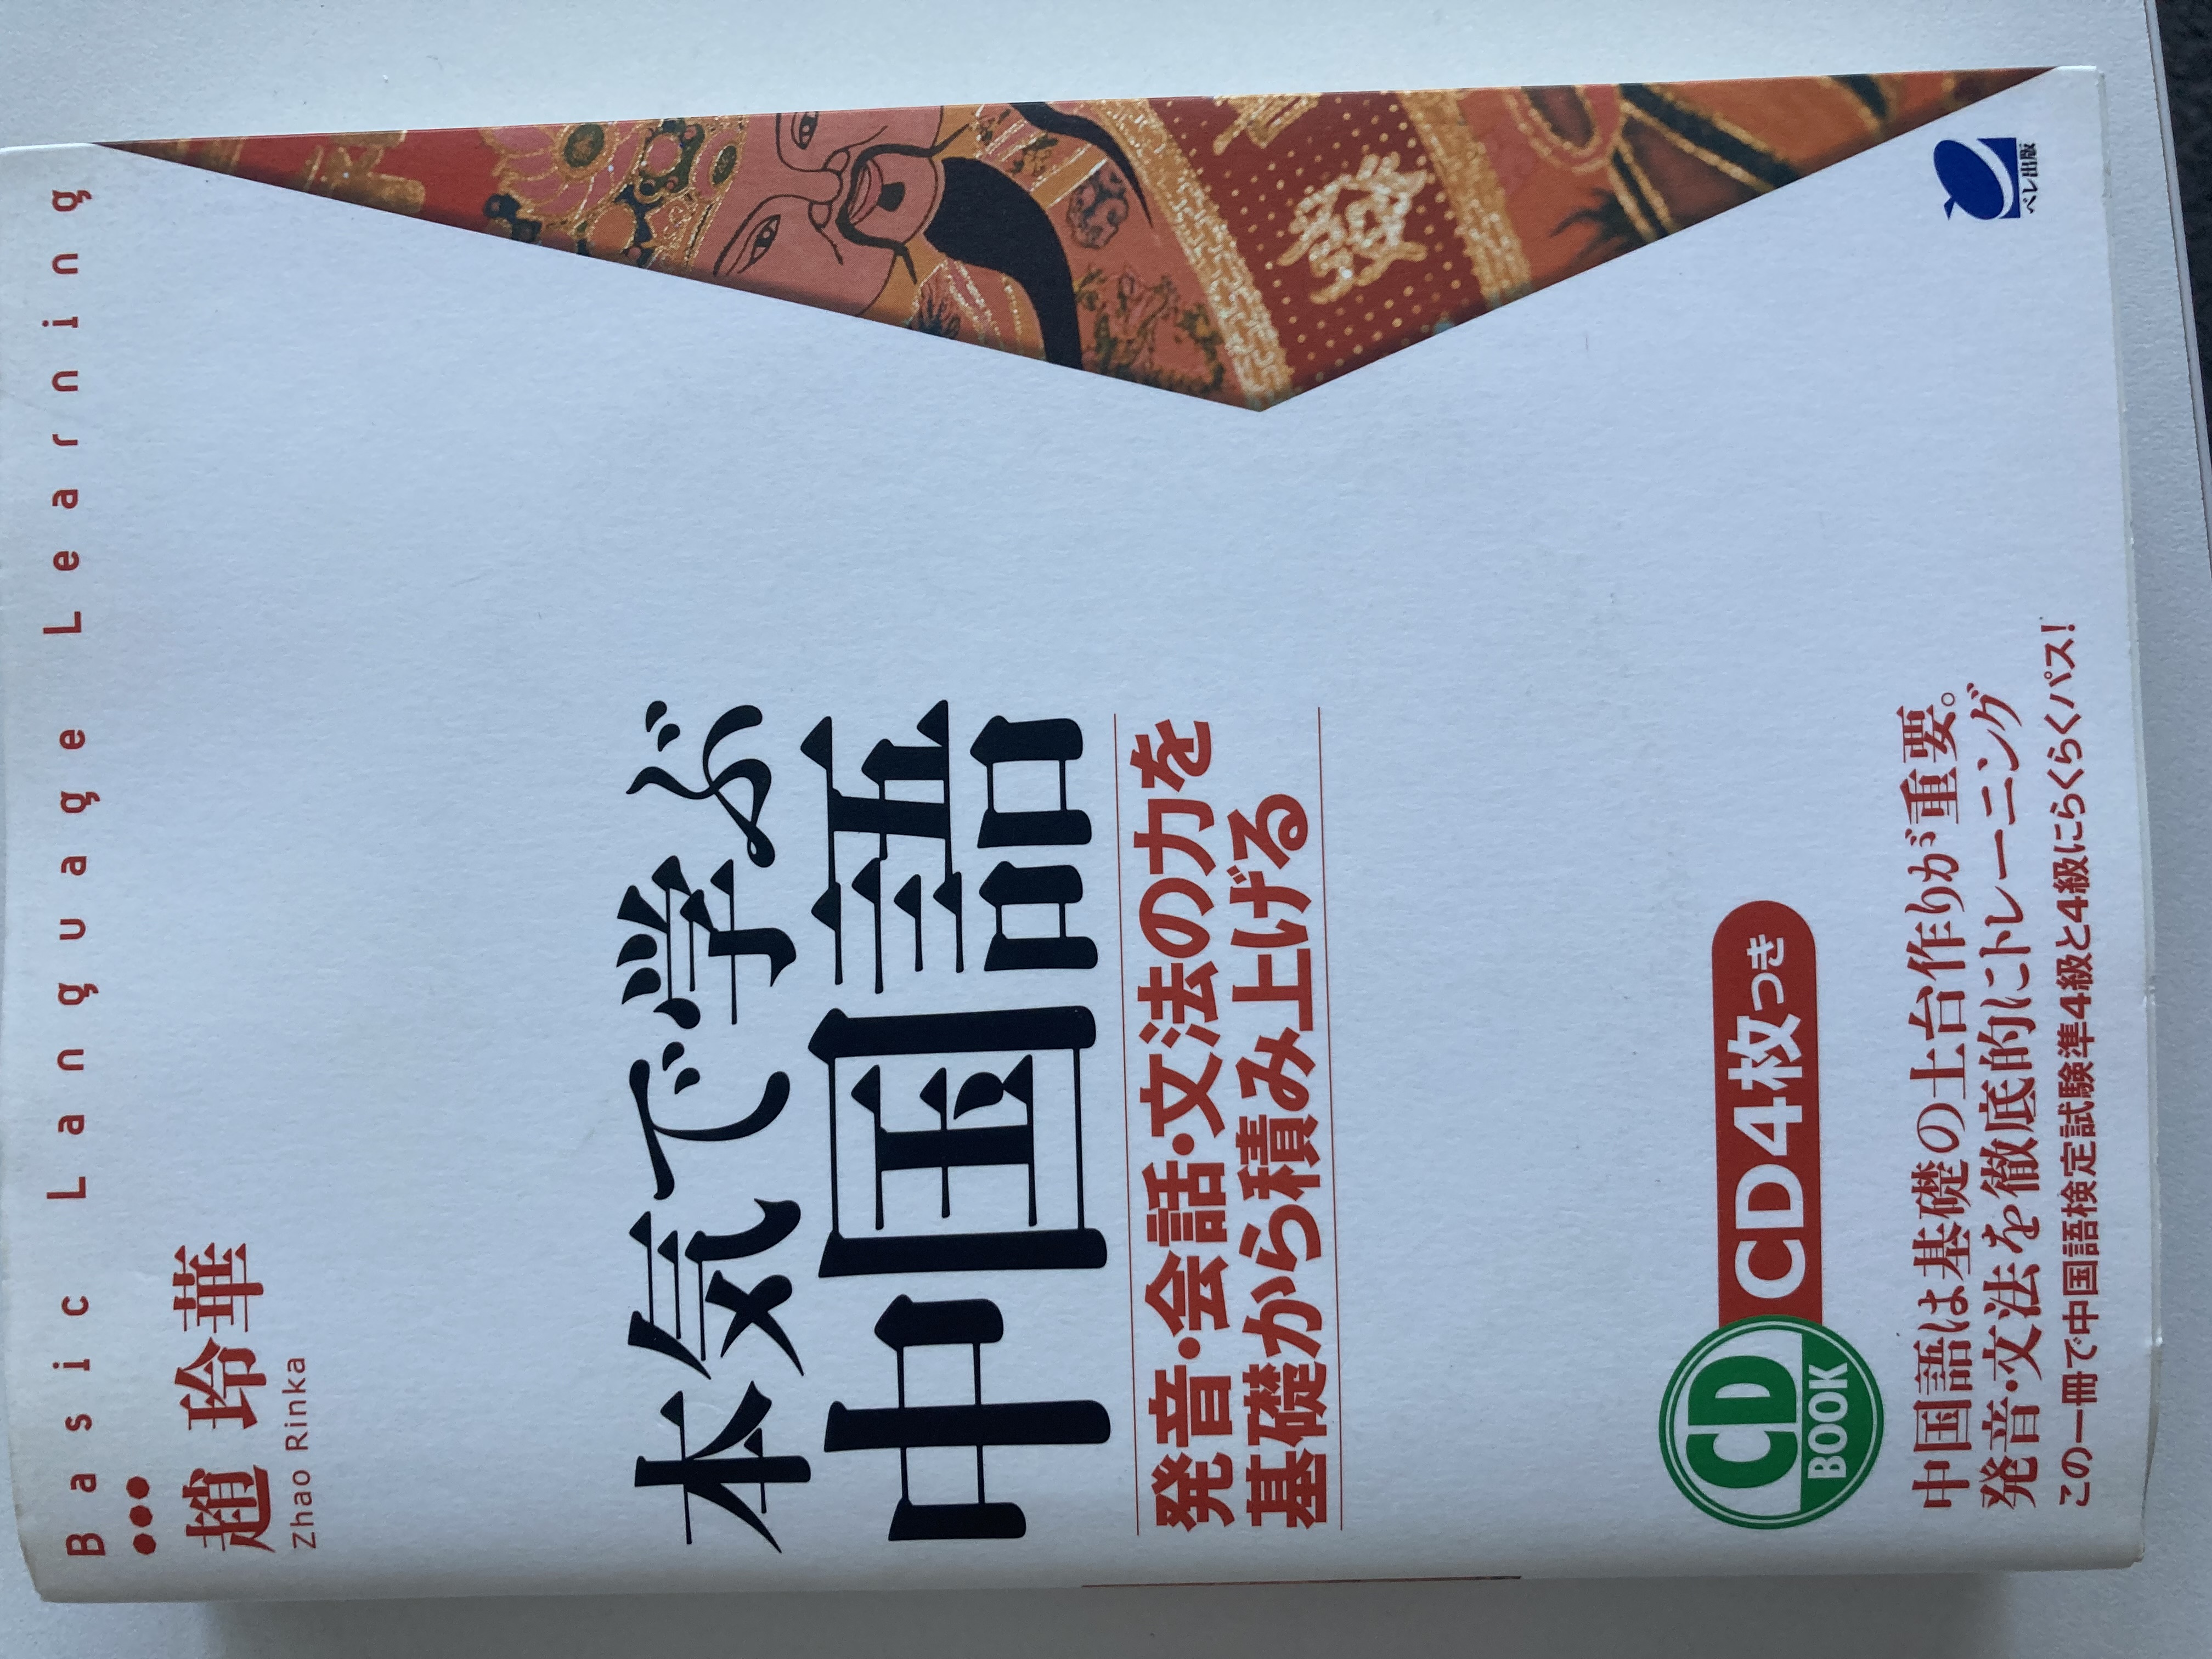 Basic Language Learning
趙 玲華
Zhao Rinka
本気で学ぶ
中国語
発音・会話・文法の力を
基礎から積み上げる
CD BOOK
CD4枚つき
中国語は基礎の土台作りが重要。
発音・文法を徹底的にトレーニング
この一冊で中国語検定試験準4級と4級にらくらくパス!
發
ベレ出版